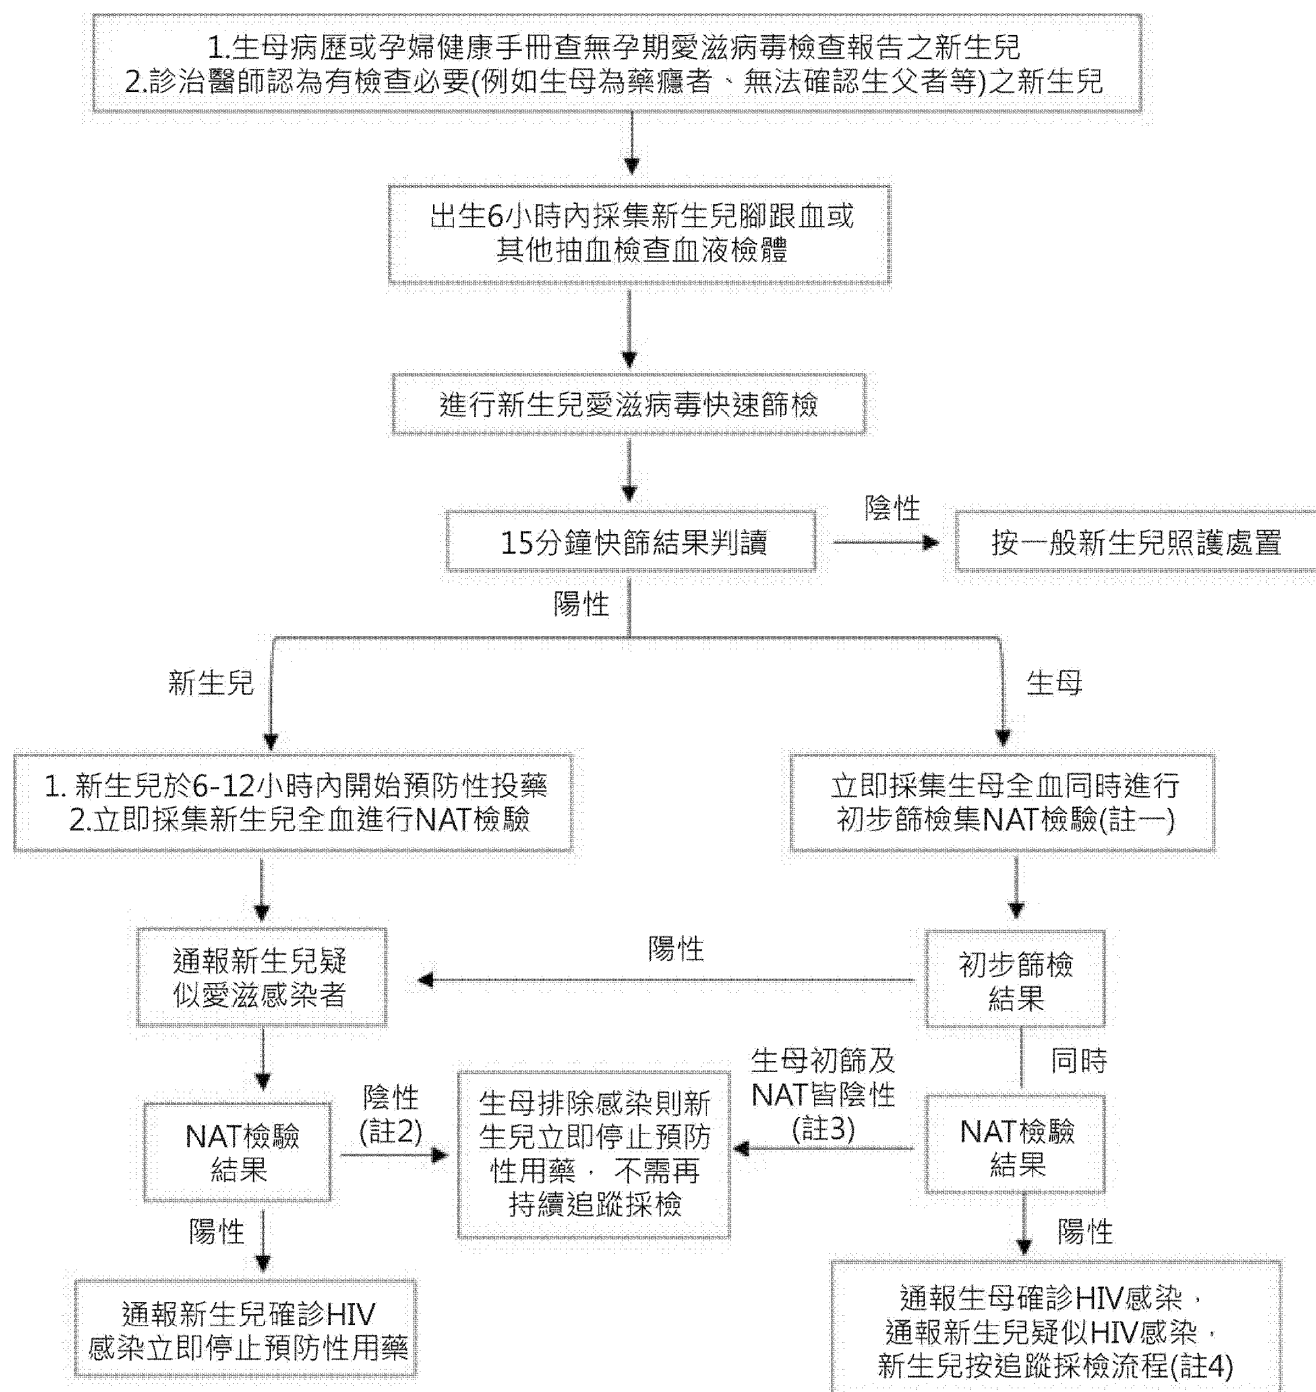 1.生母病歷或孕婦健康手冊查無孕期愛滋病毒檢查報告之新生兒
2.診治醫師認為有檢查必要(例如生母為藥癮者、無法確認生父者等)之新生兒
出生6小時內採集新生兒腳跟血或
其他抽血檢查血液檢體
進行新生兒愛滋病毒快速篩檢
15分鐘快篩結果判讀
陰性
按一般新生兒照護處置
陽性
新生兒
生母
1. 新生兒於6-12小時內開始預防性投藥
2.立即採集新生兒全血進行NAT檢驗
立即採集生母全血同時進行
初步篩檢集NAT檢驗(註一)
通報新生兒疑
似愛滋感染者
陽性
初步篩檢
結果
同時
NAT檢驗
結果
陰性
(註2)
生母排除感染則新
生兒立即停止預防
性用藥， 不需再
持續追蹤採檢
生母初篩及
NAT皆陰性
(註3)
NAT檢驗
結果
陽性
通報新生兒確診HIV
感染立即停止預防性用藥
陽性
通報生母確診HIV感染，
通報新生兒疑似HIV感染，
新生兒按追蹤採檢流程(註4)